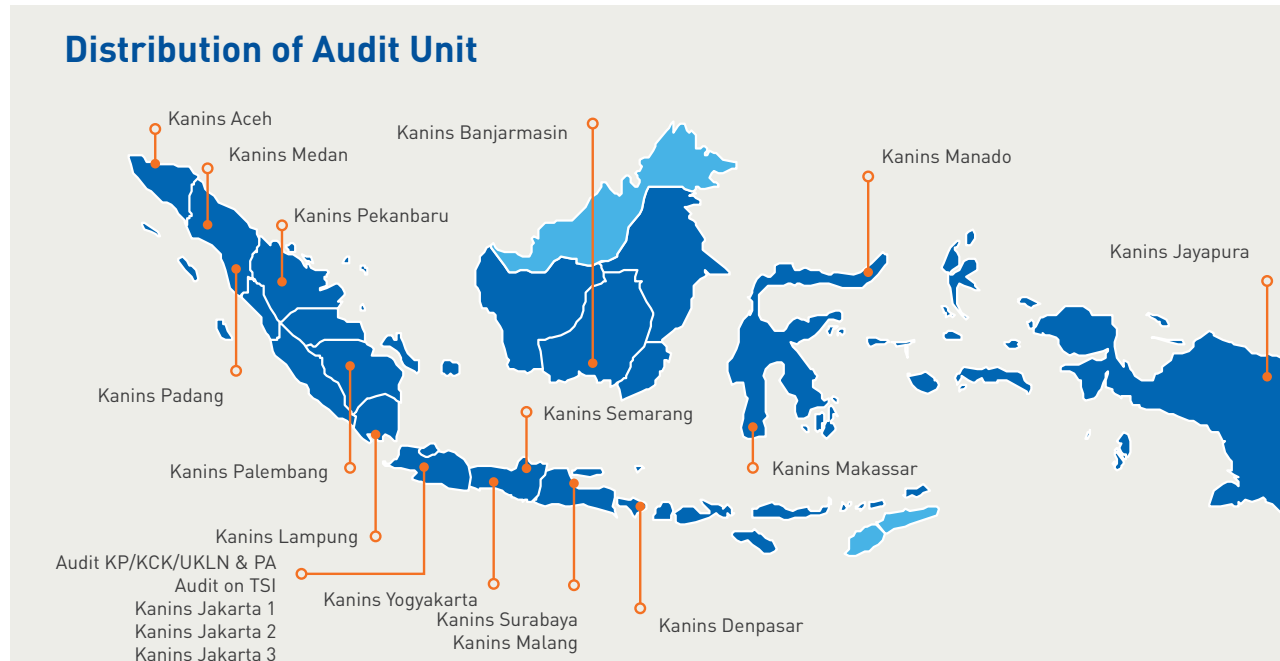 Distribution of Audit Unit
Kanins Aceh
Kanins Medan
Kanins Banjarmasin
Kanins Manado
Kanins Pekanbaru
Kanins Jayapura
Kanins Padang
Kanins Semarang
Kanins Palembang
Kanins Makassar
Kanins Lampung
Audit KP/KCK/UKLN & PA
Audit on TSI
Kanins Jakarta 1
Kanins Jakarta 2
Kanins Jakarta 3
Kanins Yogyakarta
Kanins Surabaya
Kanins Malang
Kanins Denpasar